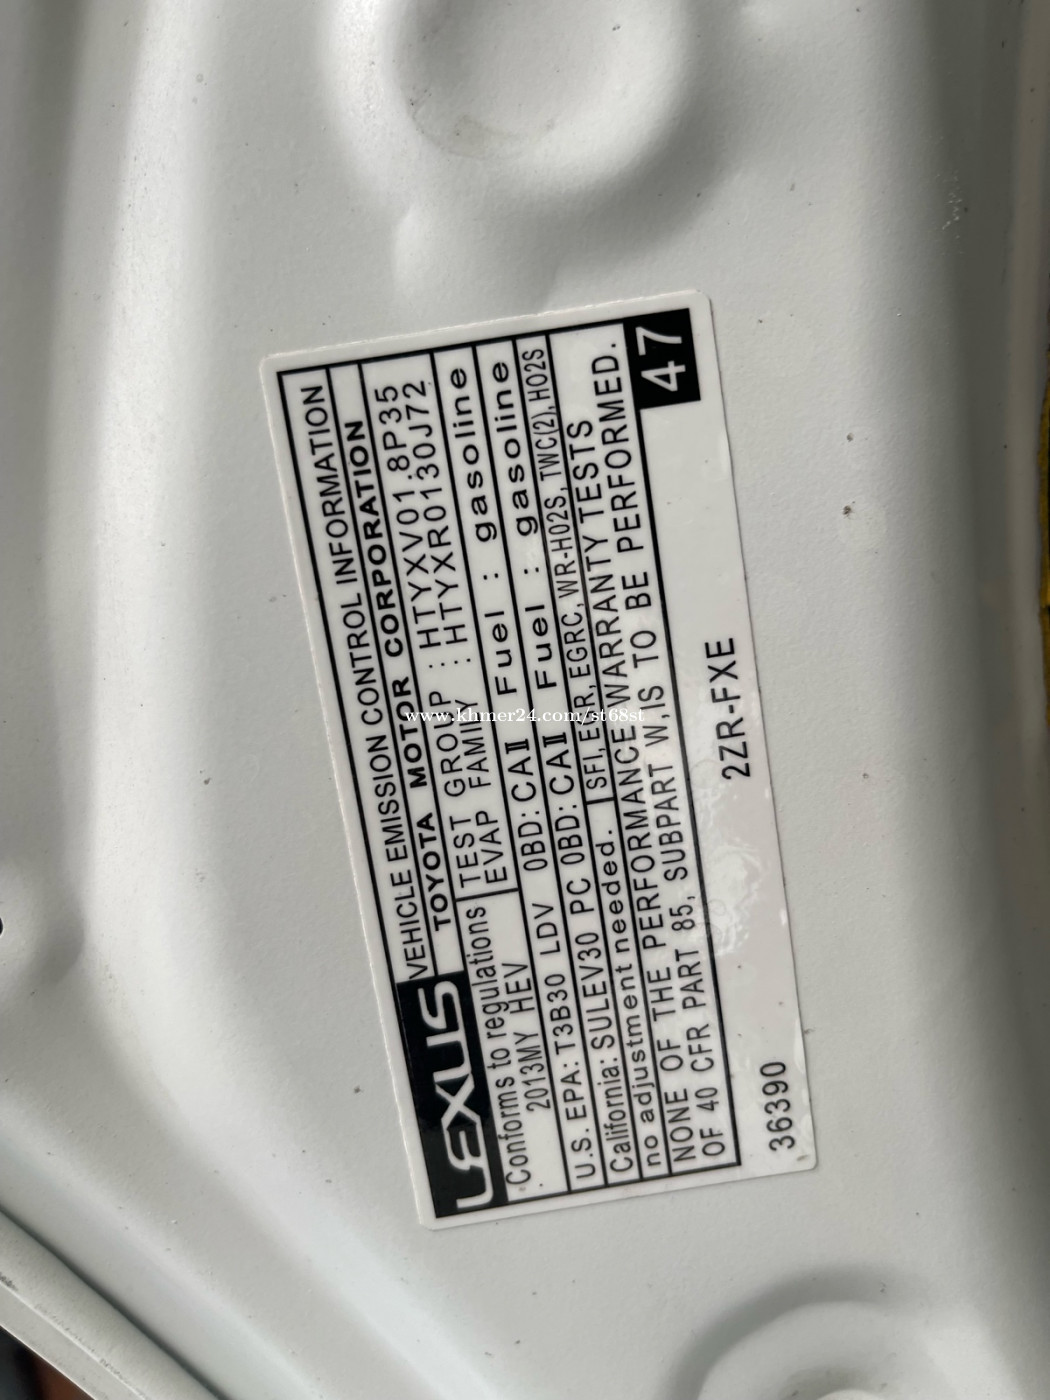 LEXUS
VEHICLE EMISSION CONTROL INFORMATION
TOYOTA MOTOR CORPORATION
Conforms to regulations
2013MY HEV
TEST GROUP : HTYXV01.8P35
EVAP FAMILY : HTYXR0130J72
U.S. EPA: T3B30 LDV OBD: CAⅡ Fuel : gasoline
California: SULEV30 PC OBD: CAⅡ Fuel : gasoline
no adjustment needed. SFI, EGR, EGRC, WR-HO2S, TWC(2), HO2S
NONE OF THE PERFORMANCE WARRANTY TESTS
OF 40 CFR PART 85, SUBPART W, IS TO BE PERFORMED.
47
36390
2ZR-FXE
www.khmer24.com/st68st